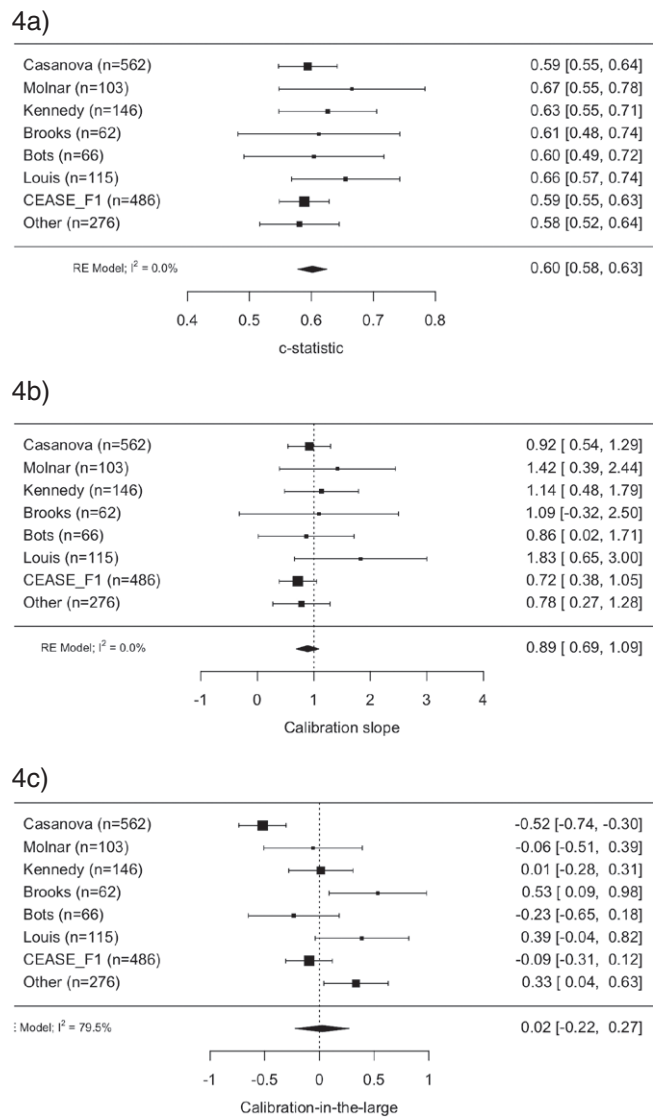 4a)
Casanova (n=562) 0.59 [0.55, 0.64]
Molnar (n=103) 0.67 [0.55, 0.78]
Kennedy (n=146) 0.63 [0.55, 0.71]
Brooks (n=62) 0.61 [0.48, 0.74]
Bots (n=66) 0.60 [0.49, 0.72]
Louis (n=115) 0.66 [0.57, 0.74]
CEASE_F1 (n=486) 0.59 [0.55, 0.63]
Other (n=276) 0.58 [0.52, 0.64]
RE Model; I² = 0.0% 0.60 [0.58, 0.63]
0.4 0.5 0.6 0.7 0.8
c-statistic
4b)
Casanova (n=562) 0.92 [ 0.54, 1.29]
Molnar (n=103) 1.42 [ 0.39, 2.44]
Kennedy (n=146) 1.14 [ 0.48, 1.79]
Brooks (n=62) 1.09 [-0.32, 2.50]
Bots (n=66) 0.86 [ 0.02, 1.71]
Louis (n=115) 1.83 [ 0.65, 3.00]
CEASE_F1 (n=486) 0.72 [ 0.38, 1.05]
Other (n=276) 0.78 [ 0.27, 1.28]
RE Model; I² = 0.0% 0.89 [ 0.69, 1.09]
-1 0 1 2 3 4
Calibration slope
4c)
Casanova (n=562) -0.52 [-0.74, -0.30]
Molnar (n=103) -0.06 [-0.51, 0.39]
Kennedy (n=146) 0.01 [-0.28, 0.31]
Brooks (n=62) 0.53 [ 0.09, 0.98]
Bots (n=66) -0.23 [-0.65, 0.18]
Louis (n=115) 0.39 [-0.04, 0.82]
CEASE_F1 (n=486) -0.09 [-0.31, 0.12]
Other (n=276) 0.33 [ 0.04, 0.63]
E Model; I² = 79.5% 0.02 [-0.22, 0.27]
-1 -0.5 0 0.5 1
Calibration-in-the-large